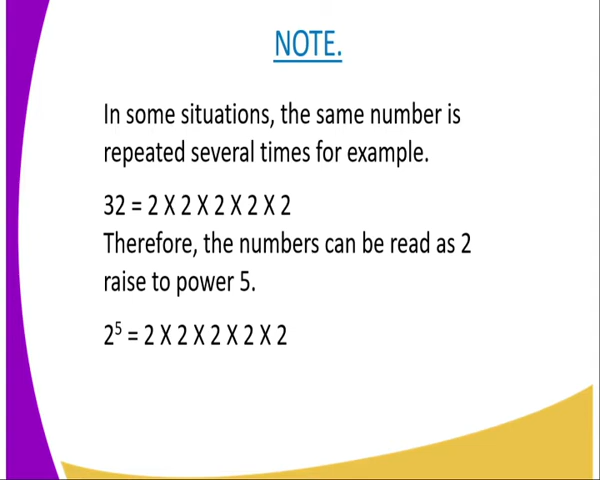 NOTE.
In some situations, the same number is
repeated several times for example.
32 = 2 X 2 X 2 X 2 X 2
Therefore, the numbers can be read as 2
raise to power 5.
2⁵ = 2 X 2 X 2 X 2 X 2